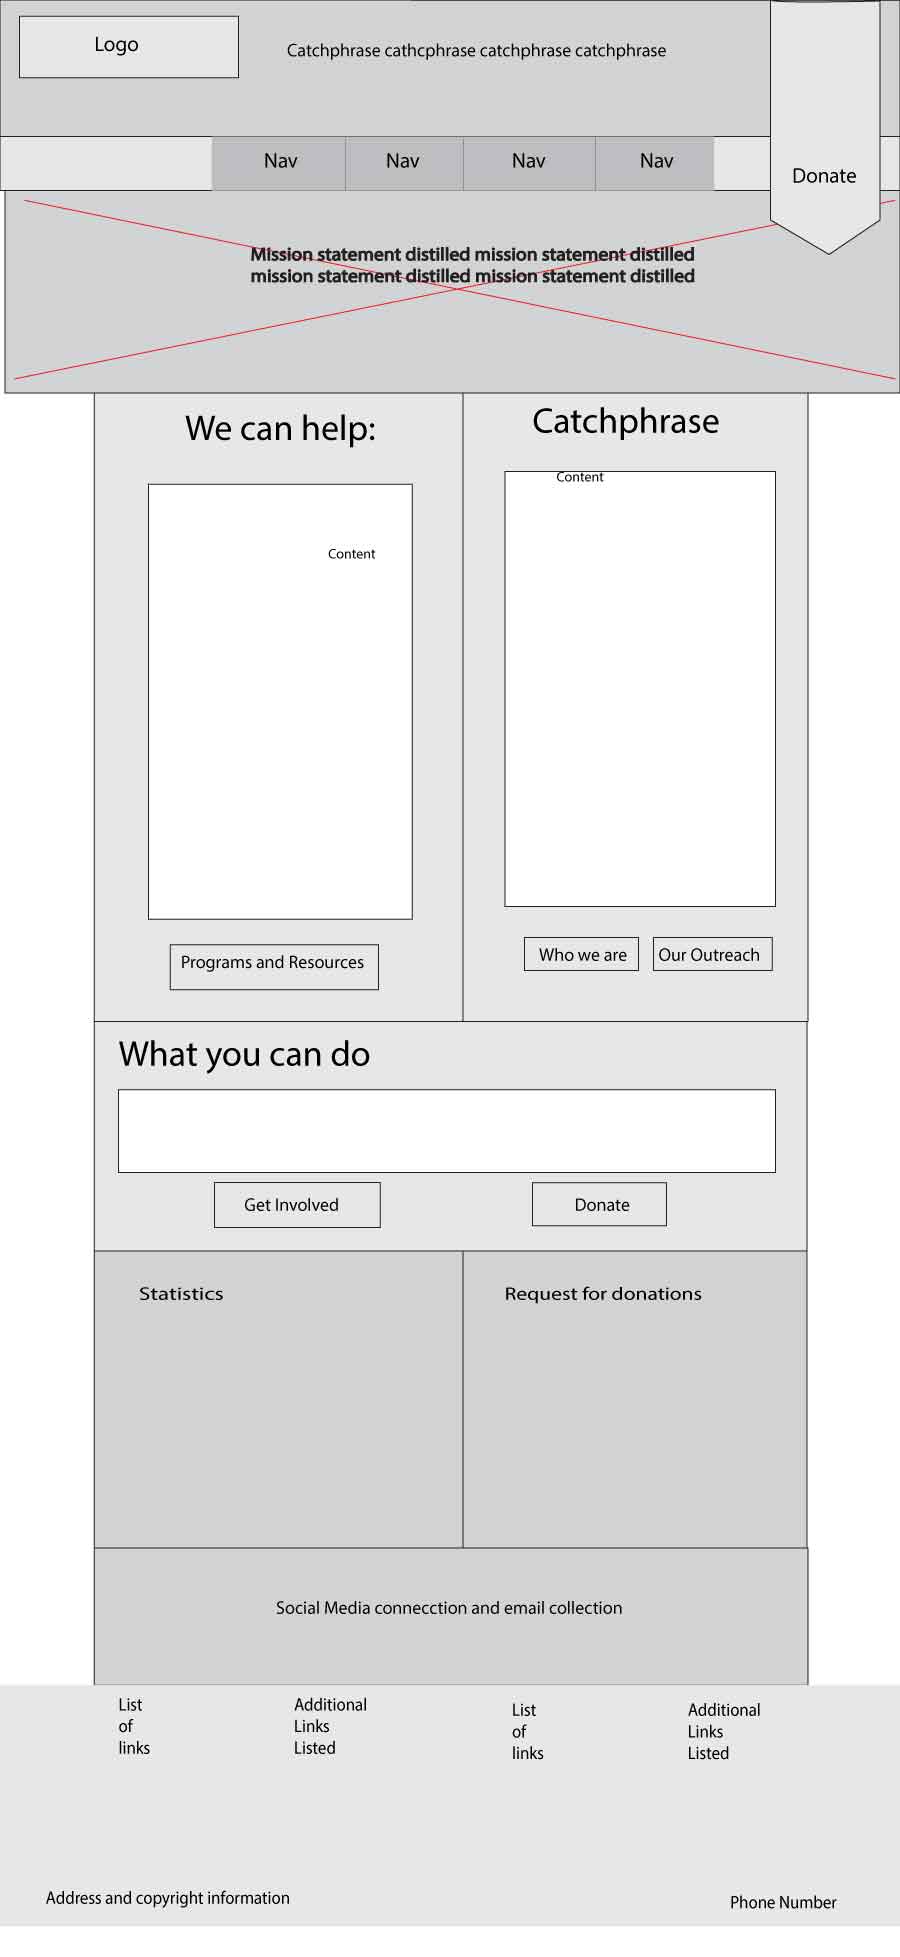 Logo
Catchphrase cathcphrase catchphrase catchphrase
Nav
Nav
Nav
Nav
Donate
Mission statement distilled mission statement distilled
mission statement distilled mission statement distilled
We can help:
Content
Programs and Resources
Catchphrase
Content
Who we are
Our Outreach
What you can do
Get Involved
Donate
Statistics
Request for donations
Social Media connecction and email collection
List
of
links
Additional
Links
Listed
List
of
links
Additional
Links
Listed
Address and copyright information
Phone Number